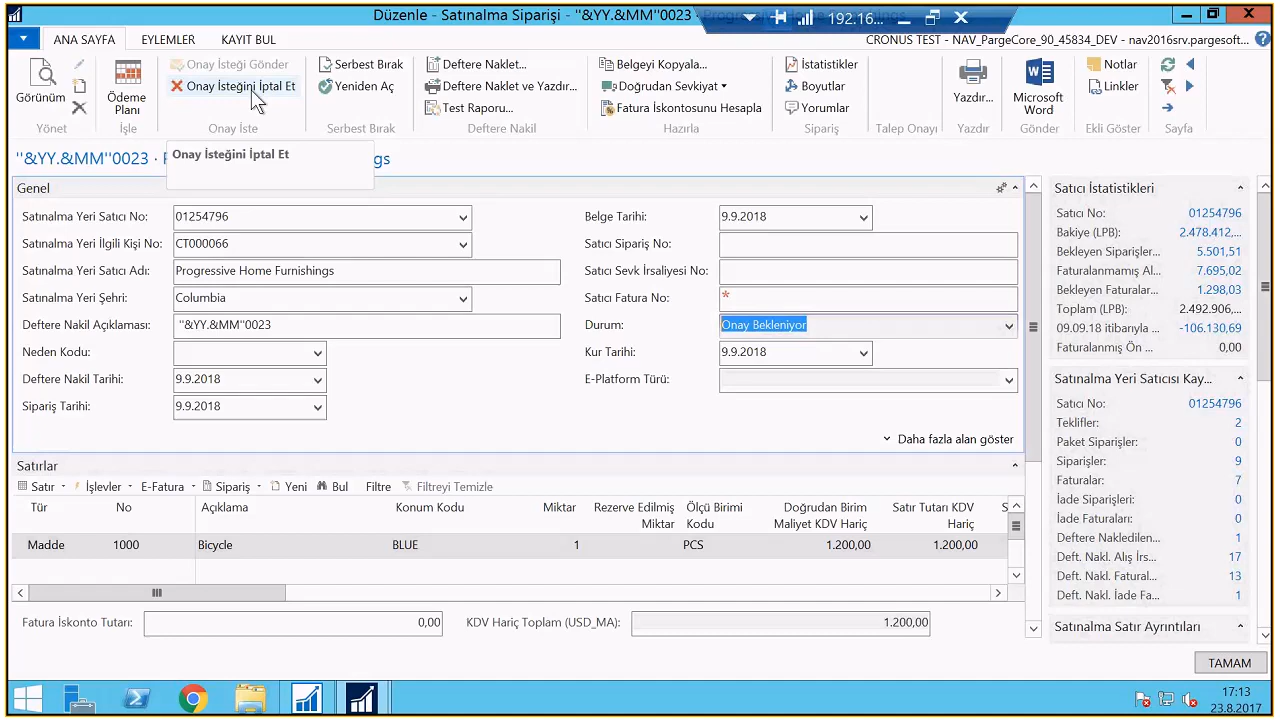 Düzenle - Satınalma Siparişi - "&YY.&MM"0023 · Progressive Home Furnishings
192.16...
ANA SAYFA EYLEMLER KAYIT BUL
CRONUS TEST - NAV_PargeCore_90_45834_DEV - nav2016srv.pargesoft...
Görünüm
Yönet
Ödeme Planı
İşle
Onay İsteği Gönder
Onay İsteğini İptal Et
Onay İste
Serbest Bırak
Yeniden Aç
Serbest Bırak
Deftere Naklet...
Deftere Naklet ve Yazdır...
Test Raporu...
Deftere Nakil
Belgeyi Kopyala...
Doğrudan Sevkiyat
Fatura İskontosunu Hesapla
Hazırla
İstatistikler
Boyutlar
Yorumlar
Sipariş
Talep Onayı
Yazdır...
Yazdır
Microsoft Word
Gönder
Notlar
Linkler
Ekli Göster
Sayfa
Onay İsteğini İptal Et
"&YY.&MM"0023 ·
gs
Genel
Satınalma Yeri Satıcı No: 01254796
Satınalma Yeri İlgili Kişi No: CT000066
Satınalma Yeri Satıcı Adı: Progressive Home Furnishings
Satınalma Yeri Şehri: Columbia
Deftere Nakil Açıklaması: "&YY.&MM"0023
Neden Kodu:
Deftere Nakil Tarihi: 9.9.2018
Sipariş Tarihi: 9.9.2018
Belge Tarihi: 9.9.2018
Satıcı Sipariş No:
Satıcı Sevk İrsaliyesi No:
Satıcı Fatura No: *
Durum: Onay Bekleniyor
Kur Tarihi: 9.9.2018
E-Platform Türü:
Daha fazla alan göster
Satırlar
Satır İşlevler E-Fatura Sipariş Yeni Bul Filtre Filtreyi Temizle
Tür No Açıklama Konum Kodu Miktar Rezerve Edilmiş Miktar Ölçü Birimi Kodu Doğrudan Birim Maliyet KDV Hariç Satır Tutarı KDV Hariç S
Madde 1000 Bicycle BLUE 1 PCS 1.200,00 1.200,00
Fatura İskonto Tutarı: 0,00 KDV Hariç Toplam (USD_MA): 1.200,00
Satıcı İstatistikleri
Satıcı No: 01254796
Bakiye (LPB): 2.478.412,...
Bekleyen Siparişler... 5.501,51
Faturalanmamış Al... 7.695,02
Bekleyen Faturalar... 1.298,03
Toplam (LPB): 2.492.906,...
09.09.18 itibarıyla ... -106.130,69
Faturalanmış Ön ... 0,00
Satınalma Yeri Satıcısı Kay...
Satıcı No: 01254796
Teklifler: 2
Paket Siparişler: 0
Siparişler: 9
Faturalar: 7
İade Siparişleri: 0
İade Faturaları: 0
Deftere Nakledilen... 1
Deft. Nakl. Alış İrs... 17
Deft. Nakl. Fatural... 13
Deft. Nakl. İade Fa... 1
Satınalma Satır Ayrıntıları
TAMAM
17:13
23.8.2017